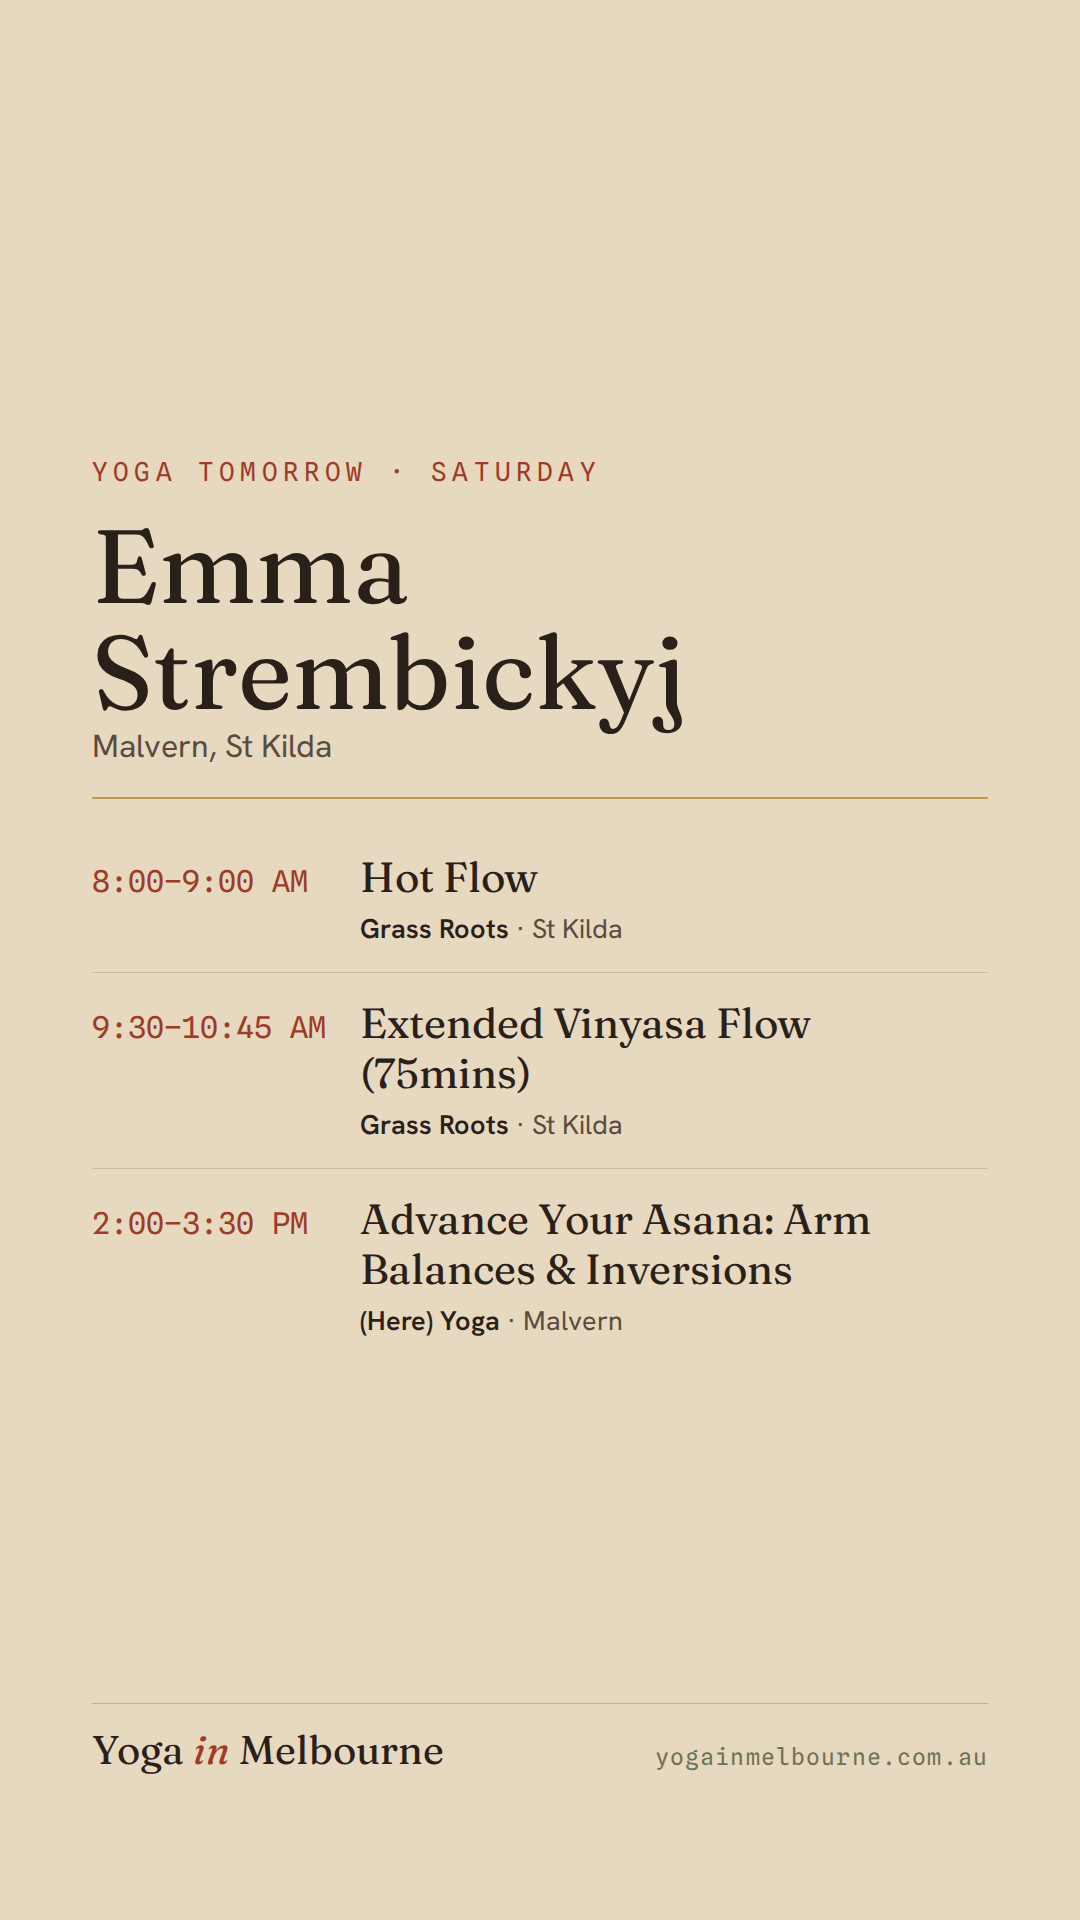 YOGA TOMORROW · SATURDAY
Emma
Strembickyj
Malvern, St Kilda
8:00–9:00 AM
Hot Flow
Grass Roots · St Kilda
9:30–10:45 AM
Extended Vinyasa Flow
(75mins)
Grass Roots · St Kilda
2:00–3:30 PM
Advance Your Asana: Arm
Balances & Inversions
(Here) Yoga · Malvern
Yoga in Melbourne
yogainmelbourne.com.au